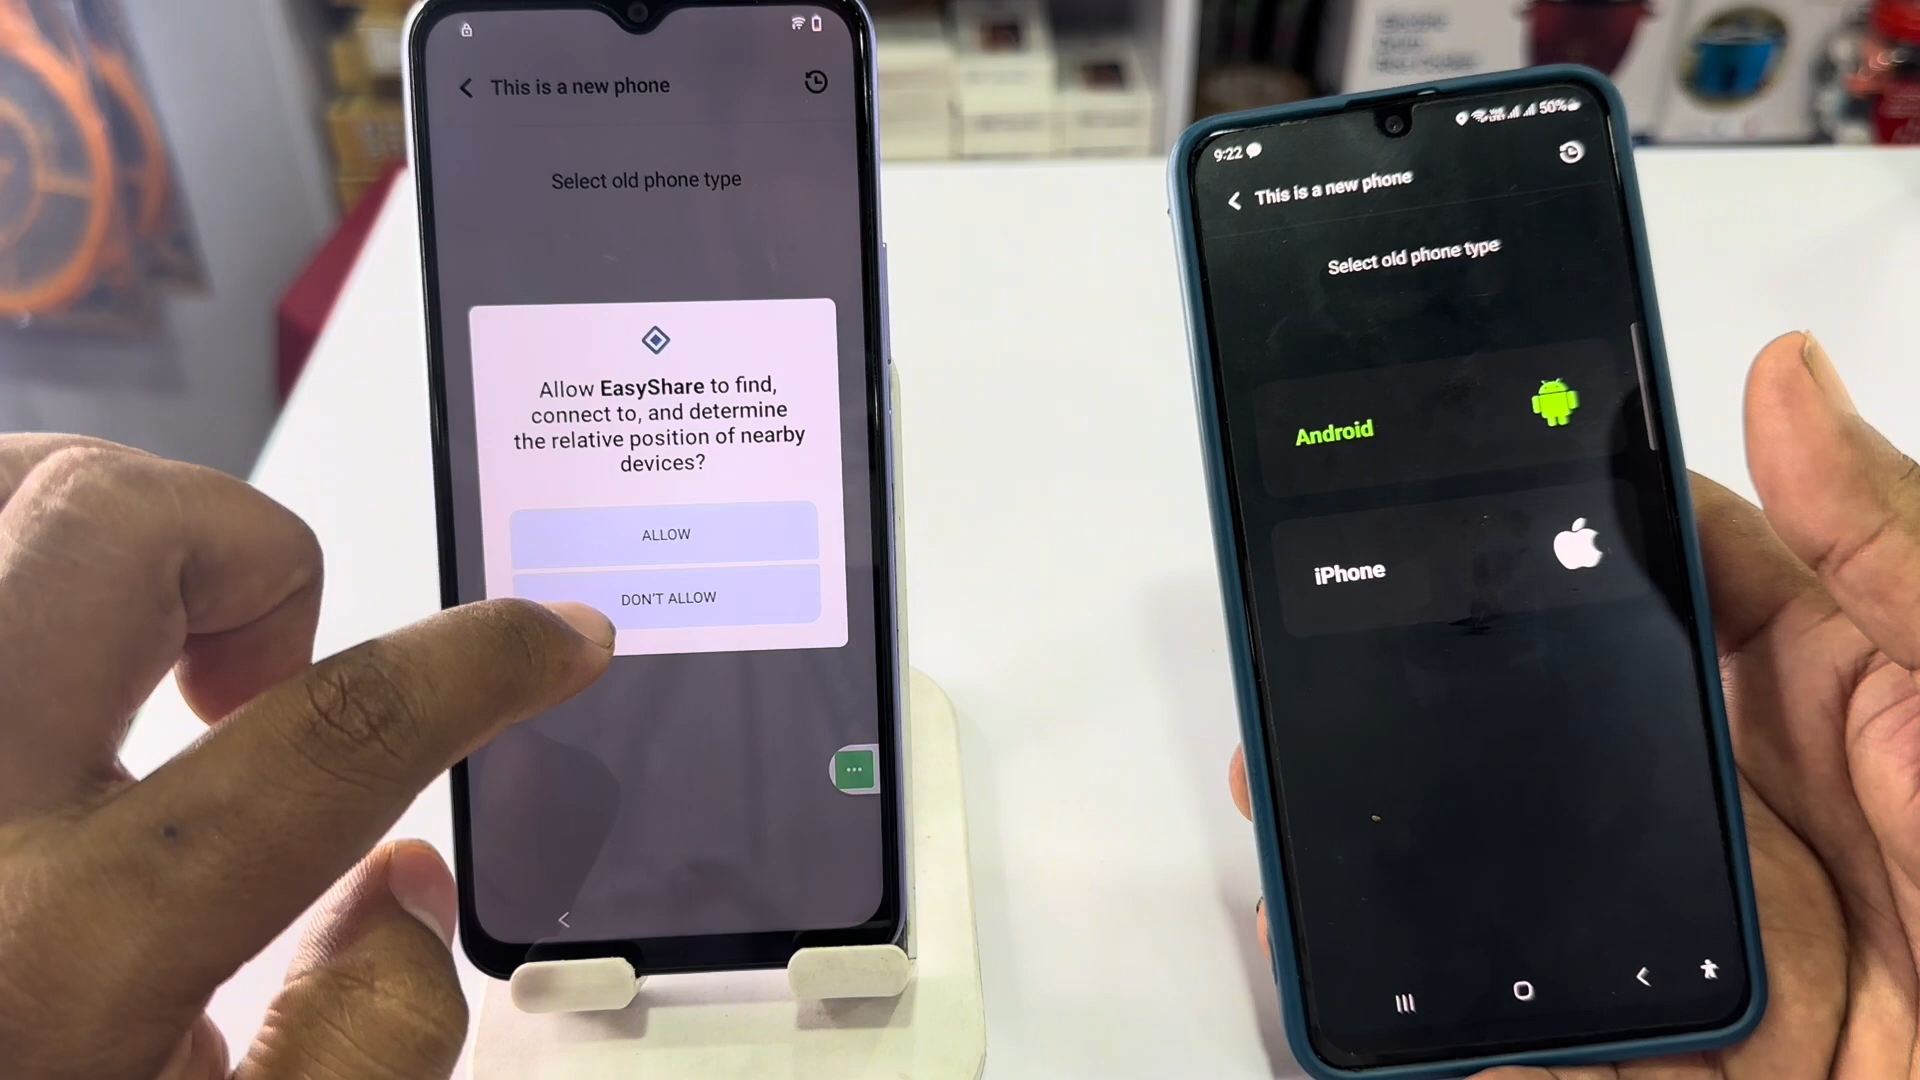 This is a new phone
Select old phone type
Allow EasyShare to find,
connect to, and determine
the relative position of nearby
devices?
ALLOW
DON'T ALLOW
9:22
50%
This is a new phone
Select old phone type
Android
iPhone